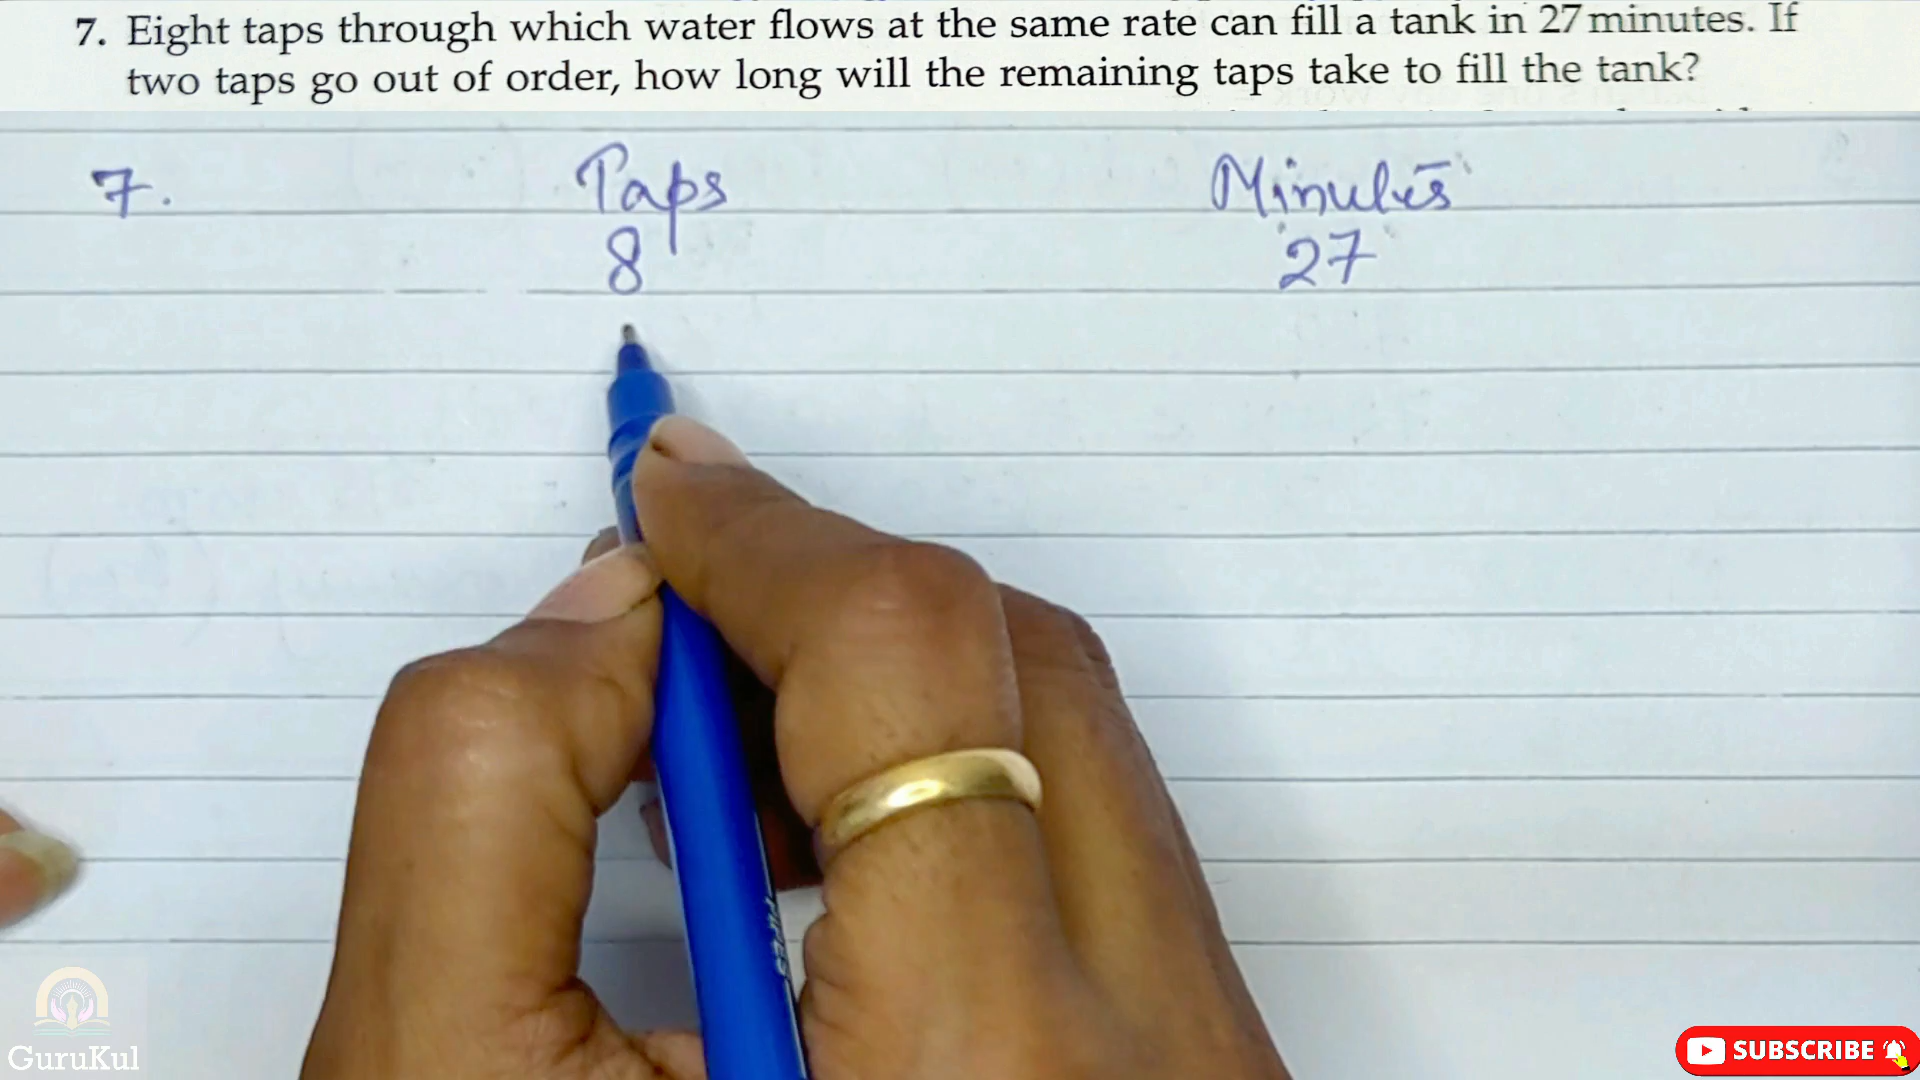 7. Eight taps through which water flows at the same rate can fill a tank in 27 minutes. If
two taps go out of order, how long will the remaining taps take to fill the tank?
7. Taps Minutes
8 27
GuruKul
SUBSCRIBE